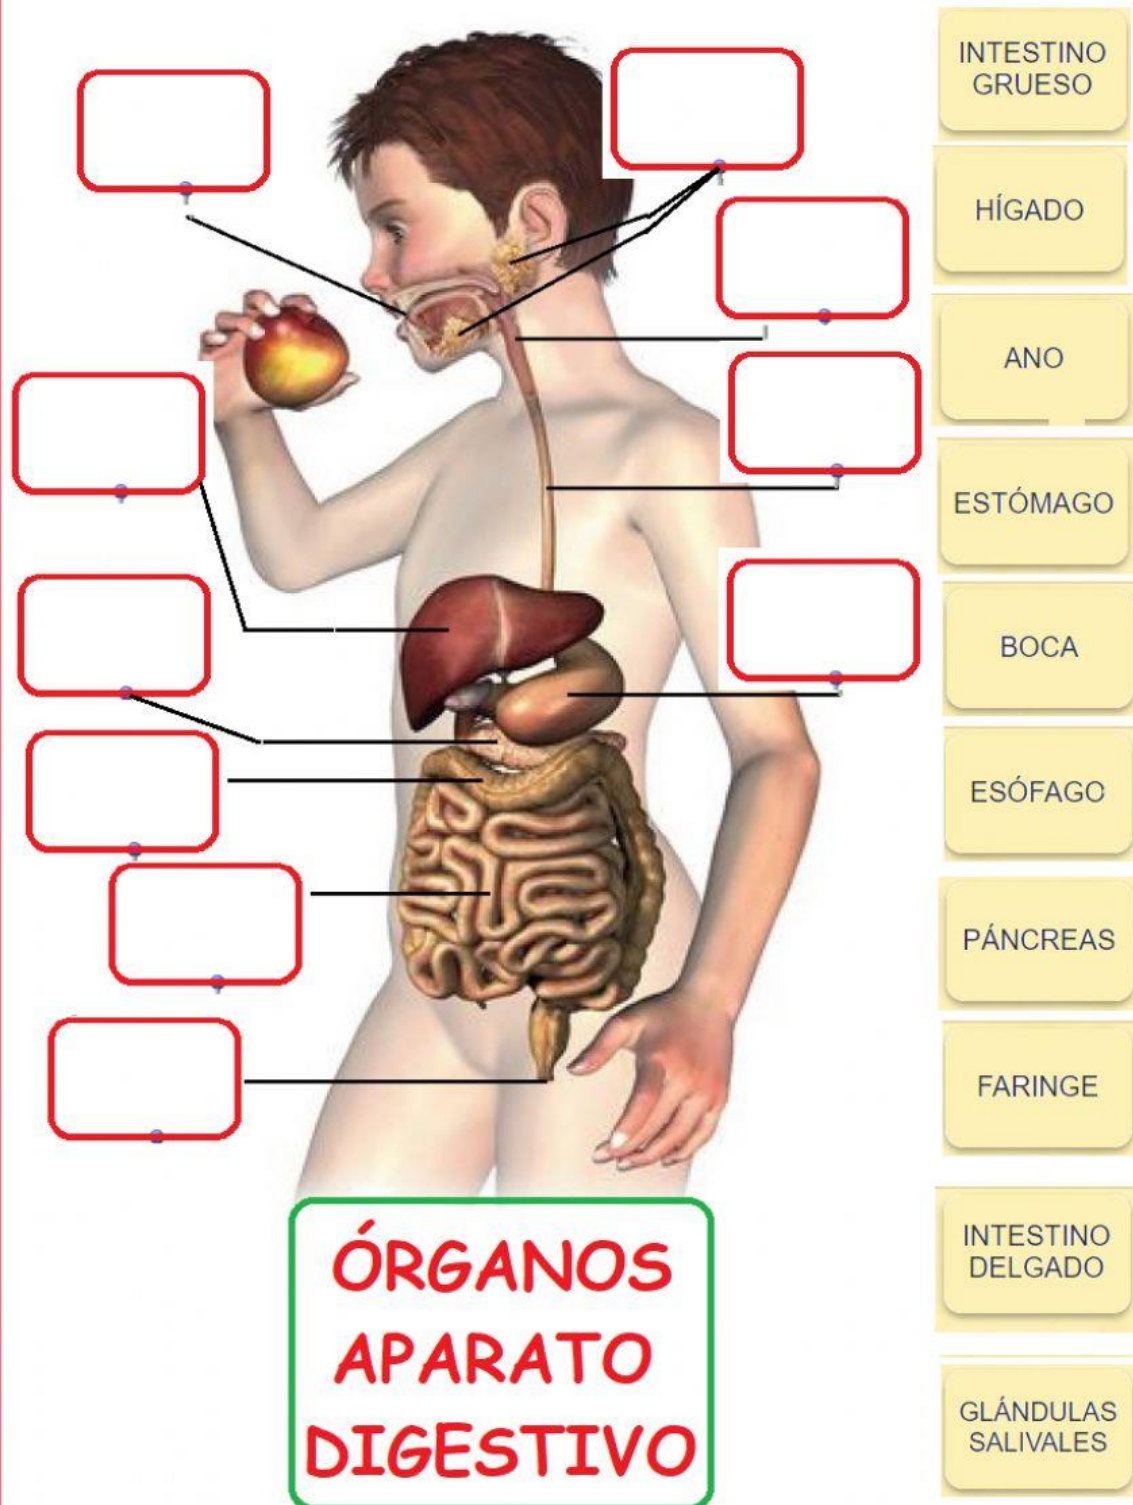 INTESTINO
GRUESO
HÍGADO
ANO
ESTÓMAGO
BOCA
ESÓFAGO
PÁNCREAS
FARINGE
INTESTINO
DELGADO
GLÁNDULAS
SALIVALES
ÓRGANOS
APARATO
DIGESTIVO